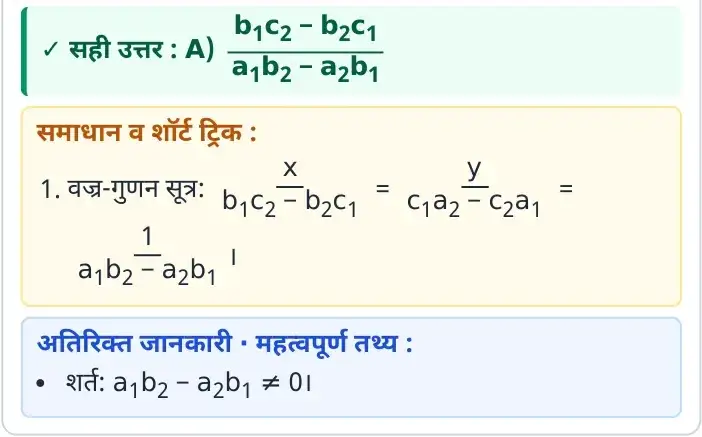 ✓ सही उत्तर : A) b₁c₂ – b₂c₁ / a₁b₂ – a₂b₁
समाधान व शॉर्ट ट्रिक :
1. वज्र-गुणन सूत्र: x / b₁c₂ – b₂c₁ = y / c₁a₂ – c₂a₁ =
1 / a₁b₂ – a₂b₁ ।
अतिरिक्त जानकारी · महत्वपूर्ण तथ्य :
• शर्त: a₁b₂ – a₂b₁ ≠ 0।